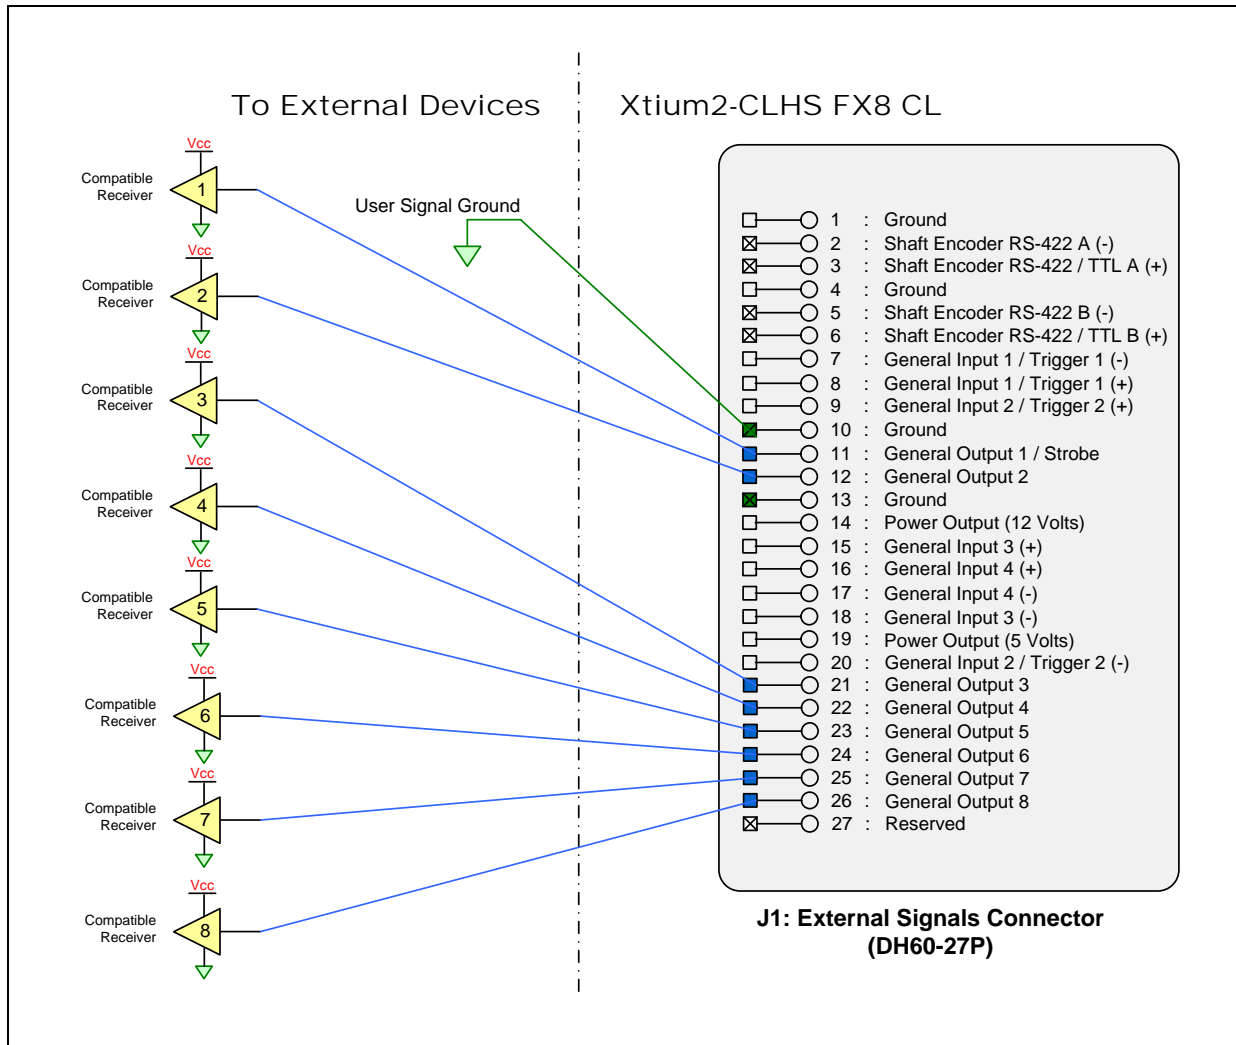 To External Devices
Xtium2-CLHS FX8 CL
Vcc
Compatible
Receiver
1
User Signal Ground
Vcc
Compatible
Receiver
2
Vcc
Compatible
Receiver
3
Vcc
Compatible
Receiver
4
Vcc
Compatible
Receiver
5
Vcc
Compatible
Receiver
6
Vcc
Compatible
Receiver
7
Vcc
Compatible
Receiver
8
1 : Ground
2 : Shaft Encoder RS-422 A (-)
3 : Shaft Encoder RS-422 / TTL A (+)
4 : Ground
5 : Shaft Encoder RS-422 B (-)
6 : Shaft Encoder RS-422 / TTL B (+)
7 : General Input 1 / Trigger 1 (-)
8 : General Input 1 / Trigger 1 (+)
9 : General Input 2 / Trigger 2 (+)
10 : Ground
11 : General Output 1 / Strobe
12 : General Output 2
13 : Ground
14 : Power Output (12 Volts)
15 : General Input 3 (+)
16 : General Input 4 (+)
17 : General Input 4 (-)
18 : General Input 3 (-)
19 : Power Output (5 Volts)
20 : General Input 2 / Trigger 2 (-)
21 : General Output 3
22 : General Output 4
23 : General Output 5
24 : General Output 6
25 : General Output 7
26 : General Output 8
27 : Reserved
J1: External Signals Connector
(DH60-27P)